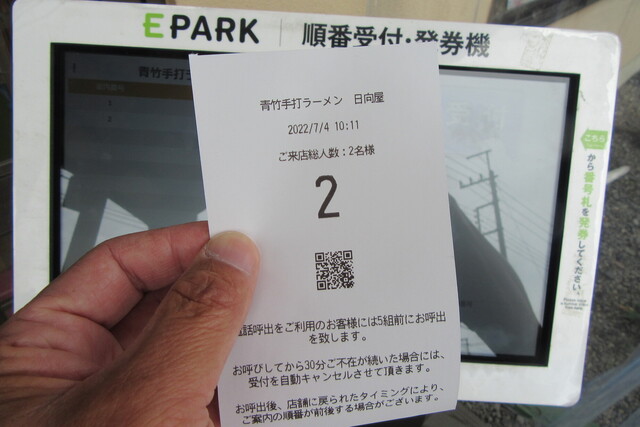 EPARK 順番受付・発券機
青竹手打ラ
青竹手打ラーメン 日向屋
2022/7/4 10:11
ご来店総人数：2名様
2
話呼出をご利用のお客様には5組前にお呼出
を致します。
お呼びしてから30分ご不在が続いた場合には、
受付を自動キャンセルさせて頂きます。
お呼出後、店舗に戻られたタイミングにより、
ご案内の順番が前後する場合がございます。
こちら
から番号札を発券してください。